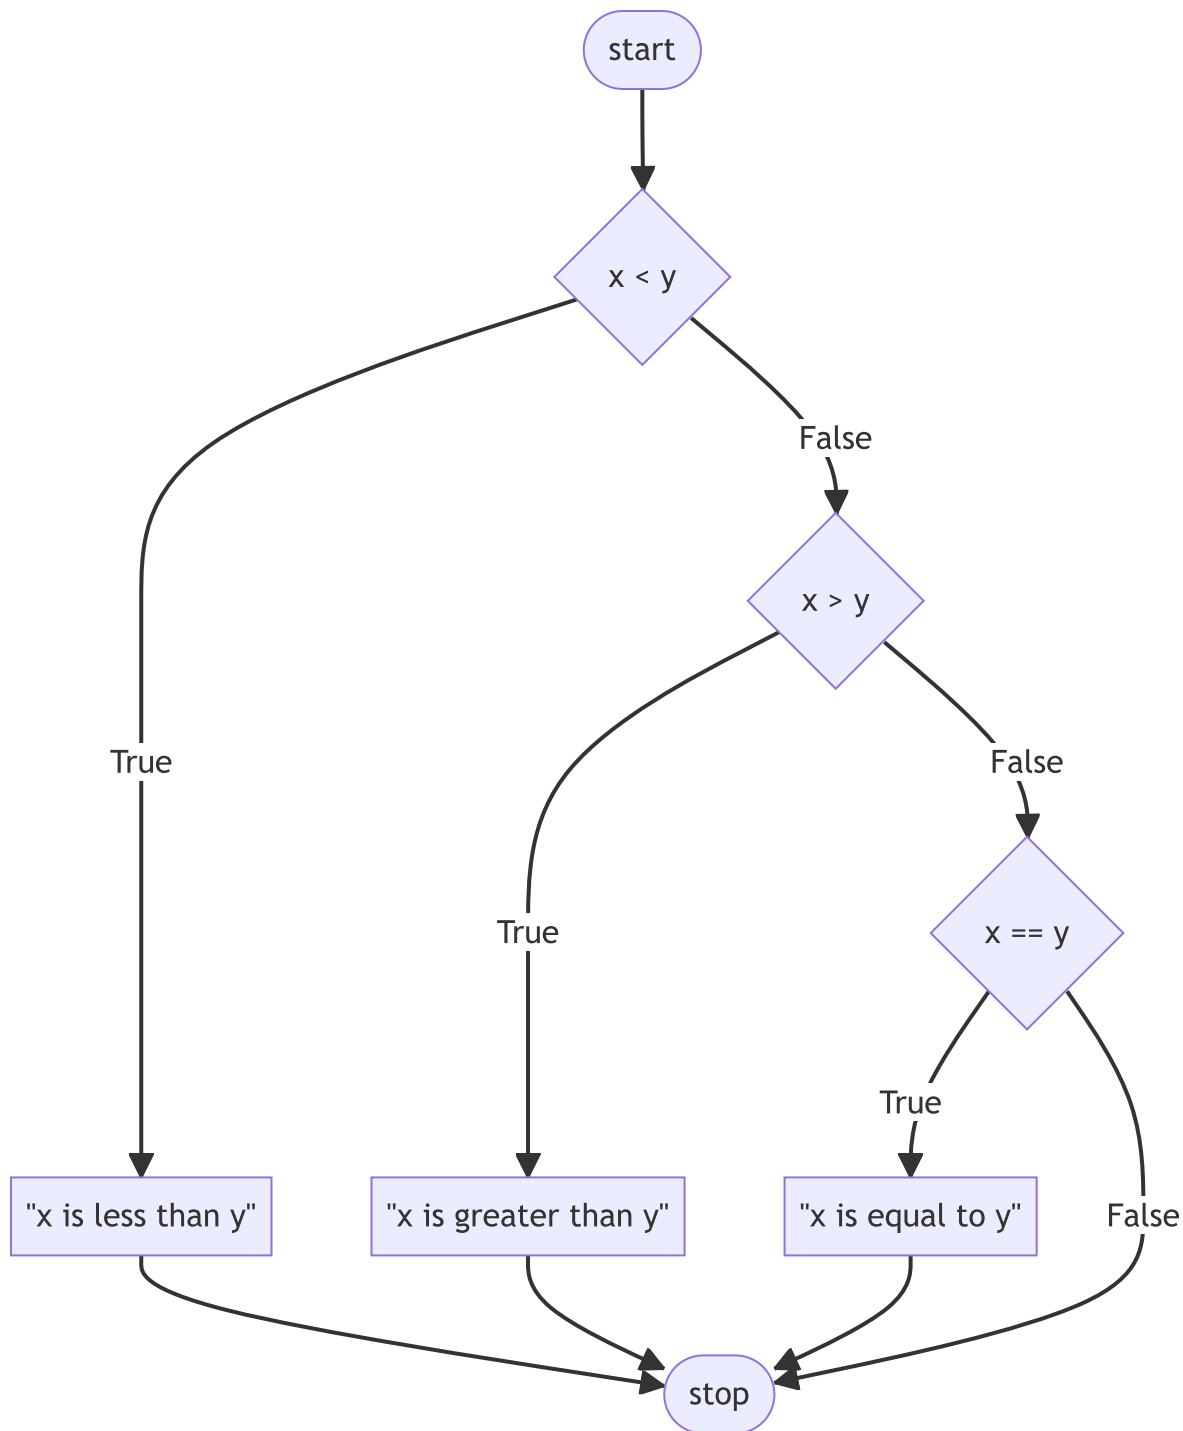 start
x < y
False
x > y
True
False
True
x == y
True
"x is less than y"
"x is greater than y"
"x is equal to y"
False
stop